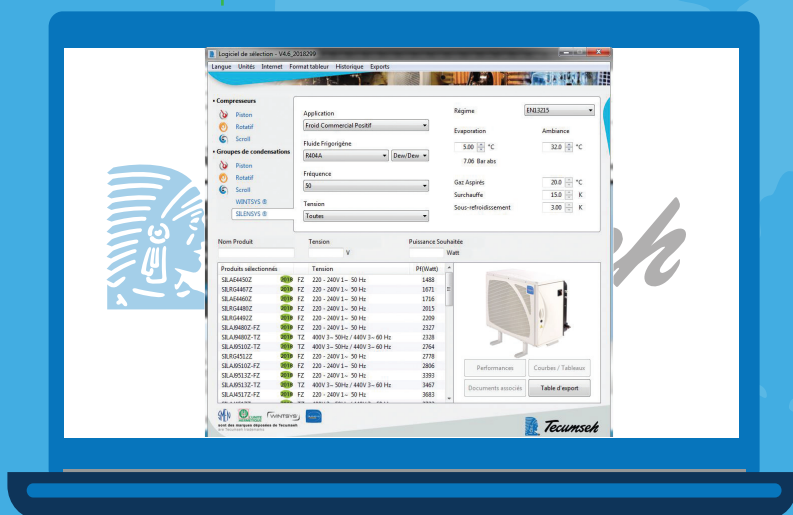 Logiciel de sélection - V4.6_2018299
Langue Unités Internet Format tableur Historique Exports
Compresseurs
Piston
Rotatif
Scroll
Groupes de condensations
Piston
Rotatif
Scroll
WINTSYS ®
SILENSYS ®
Application
Froid Commercial Positif
Fluide Frigorigène
R404A Dew/Dew
Fréquence
50
Tension
Toutes
Régime EN13215
Evaporation Ambiance
5.00 °C 32.0 °C
7.06 Bar abs
Gaz Aspirés 20.0 °C
Surchauffe 15.0 K
Sous-refroidissement 3.00 K
Nom Produit Tension Puissance Souhaitée
V Watt
Produits sélectionnés Tension Pf(Watt)
SILAE4450Z 2018 FZ 220 - 240V 1~ 50 Hz 1488
SILRG4467Z 2018 FZ 220 - 240V 1~ 50 Hz 1671
SILAE4460Z 2018 FZ 220 - 240V 1~ 50 Hz 1716
SILRG4480Z 2018 FZ 220 - 240V 1~ 50 Hz 2015
SILRG4492Z 2018 FZ 220 - 240V 1~ 50 Hz 2209
SILAJ9480Z-FZ 2018 FZ 220 - 240V 1~ 50 Hz 2327
SILAJ9480Z-TZ 2018 TZ 400V 3~ 50Hz / 440V 3~ 60 Hz 2328
SILAJ9510Z-TZ 2018 TZ 400V 3~ 50Hz / 440V 3~ 60 Hz 2764
SILRG4512Z 2018 FZ 220 - 240V 1~ 50 Hz 2778
SILAJ9510Z-FZ 2018 FZ 220 - 240V 1~ 50 Hz 2806
SILAJ9513Z-FZ 2018 FZ 220 - 240V 1~ 50 Hz 3393
SILAJ9513Z-TZ 2018 TZ 400V 3~ 50Hz / 440V 3~ 60 Hz 3467
SILAJ4517Z-FZ 2018 FZ 220 - 240V 1~ 50 Hz 3683
Performances Courbes / Tableaux
Documents associés Table d'export
WINTSYS
sont des marques déposées de Tecumseh
Tecumseh